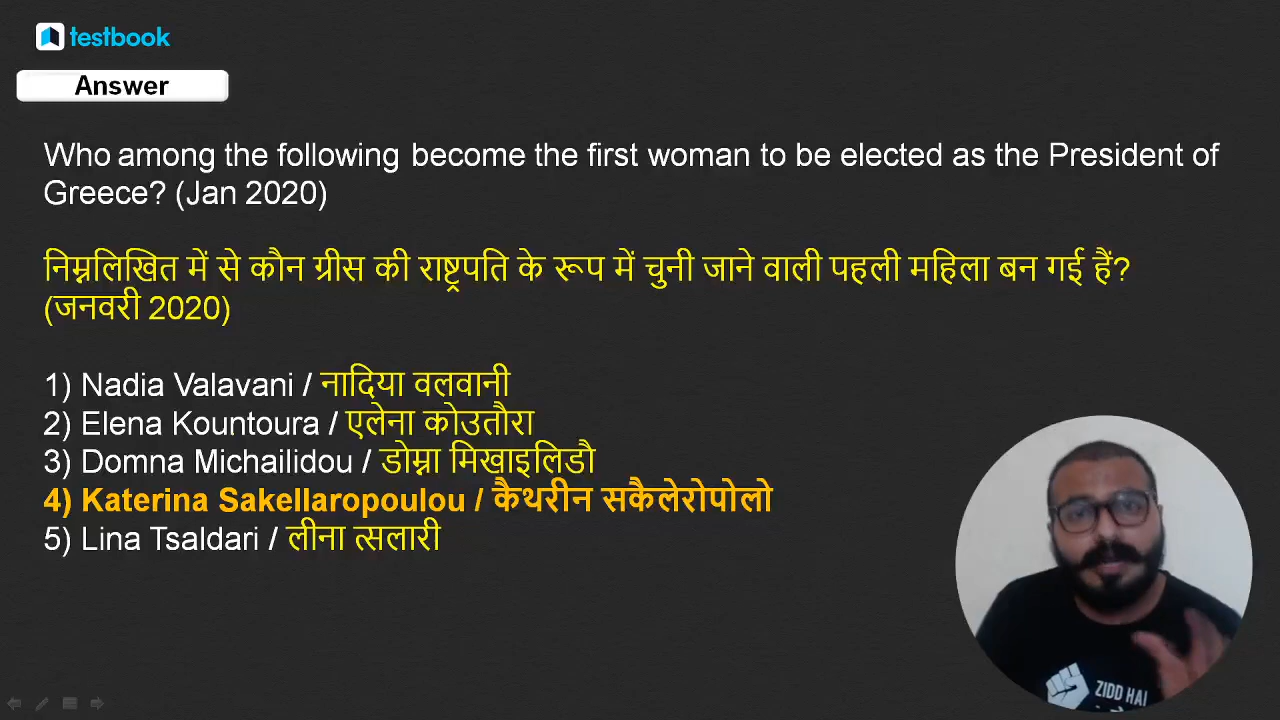 testbook
Answer
Who among the following become the first woman to be elected as the President of
Greece? (Jan 2020)
निम्नलिखित में से कौन ग्रीस की राष्ट्रपति के रूप में चुनी जाने वाली पहली महिला बन गई हैं?
(जनवरी 2020)
1) Nadia Valavani / नादिया वलवानी
2) Elena Kountoura / एलेना कोउतौरा
3) Domna Michailidou / डोम्ना मिखाइलिडौ
4) Katerina Sakellaropoulou / कैथरीन सकैलेरोपोलो
5) Lina Tsaldari / लीना त्सलारी
ZIDD HAI